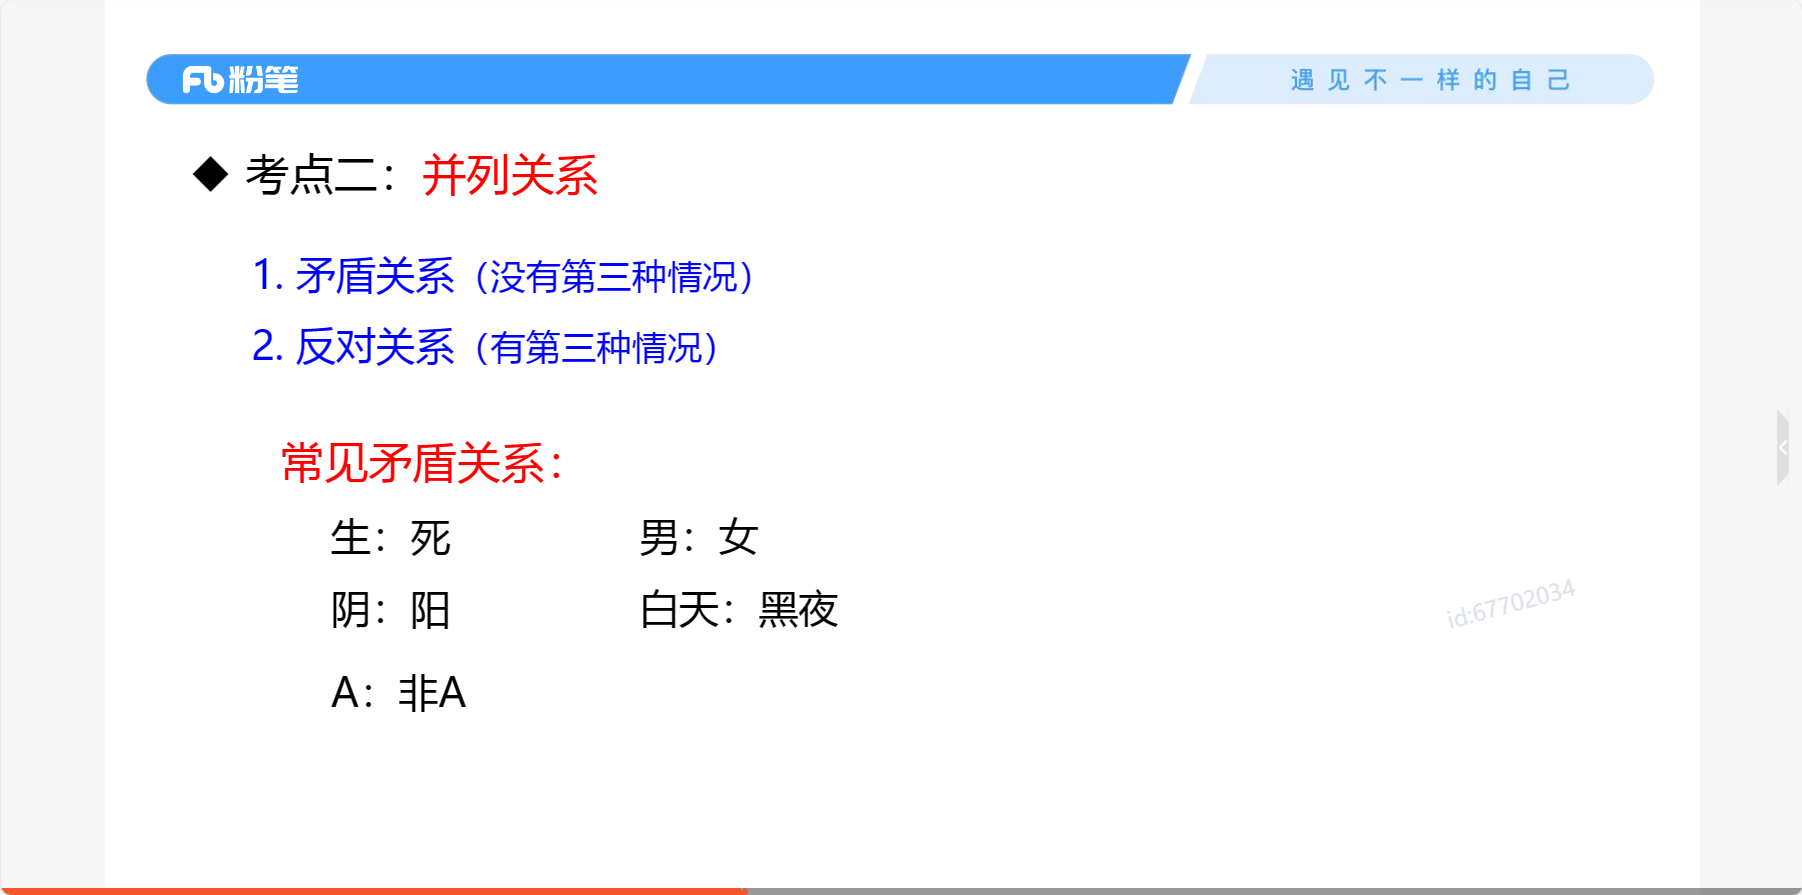 粉笔
遇见不一样的自己
◆ 考点二：并列关系
1. 矛盾关系（没有第三种情况）
2. 反对关系（有第三种情况）
常见矛盾关系：
生：死 男：女
阴：阳 白天：黑夜
A：非A
id:67702034